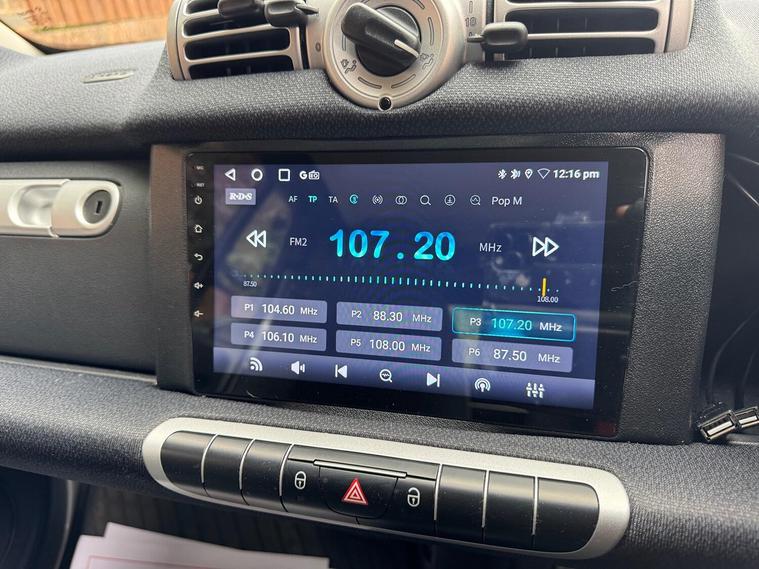 12:16 pm
R·D·S
AF TP TA Pop M
FM2 107.20 MHz
87.50 108.00
P1 104.60 MHz P2 88.30 MHz P3 107.20 MHz
P4 106.10 MHz P5 108.00 MHz P6 87.50 MHz